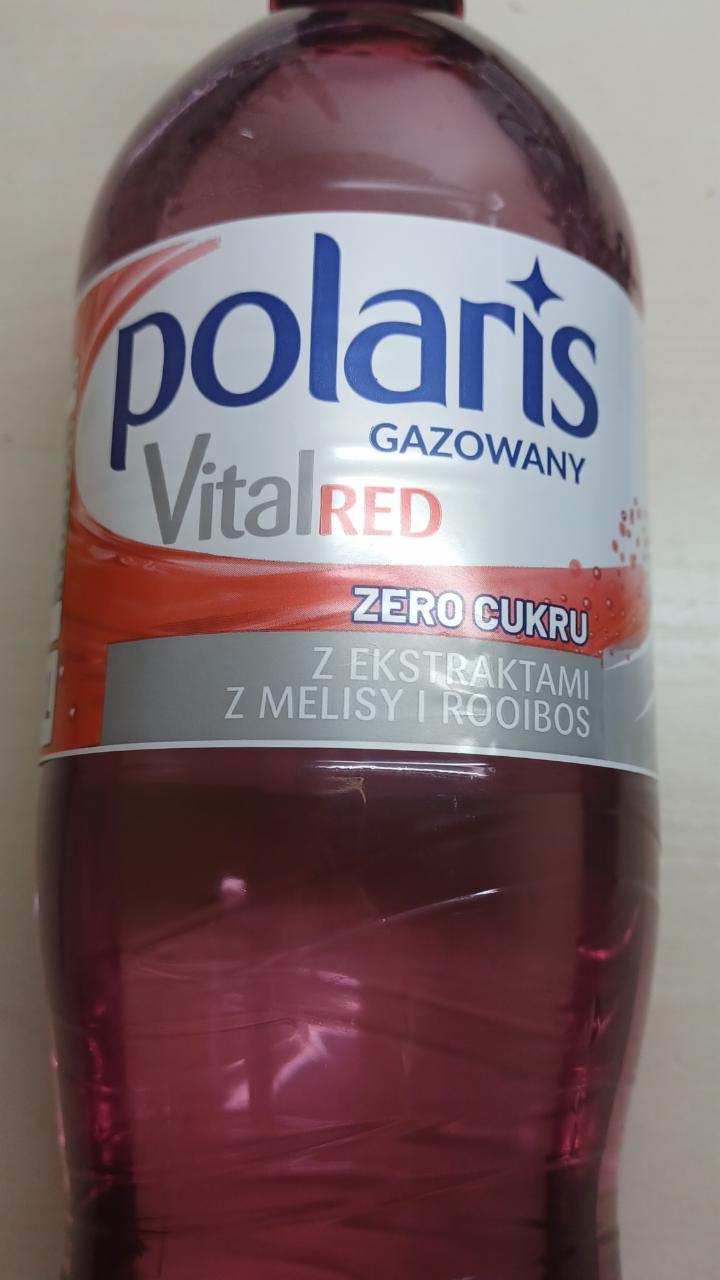 polaris
GAZOWANY
VitalRED
ZERO CUKRU
Z EKSTRAKTAMI
Z MELISY I ROOIBOS